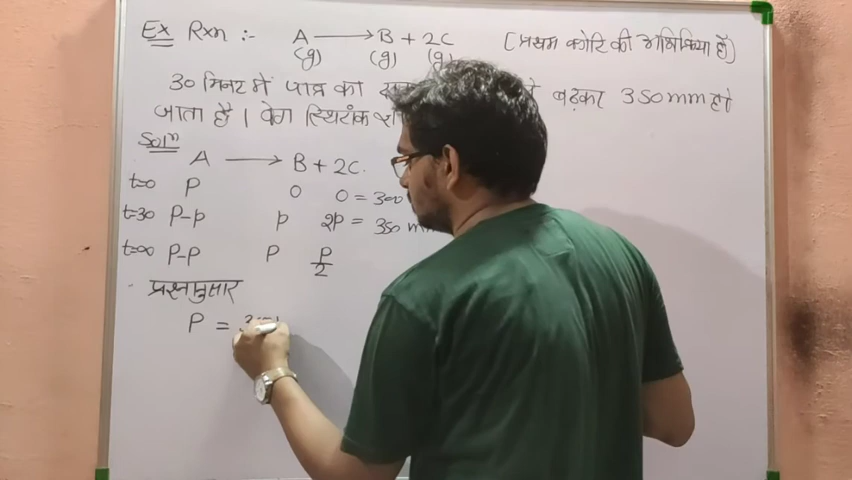 Ex Rxn :- A → B + 2C (प्रथम कोटि की अभिक्रिया है)
(g) (g) (g)
30 मिनट में पात्र का बढ़कर 350 mm हो
जाता है। वेग स्थिरांक
Solⁿ
A → B + 2C.
t=0 P 0 0 = 300
t=30 P-p p 2p = 350
t=∞ P-P P P/2
प्रश्नानुसार
P =